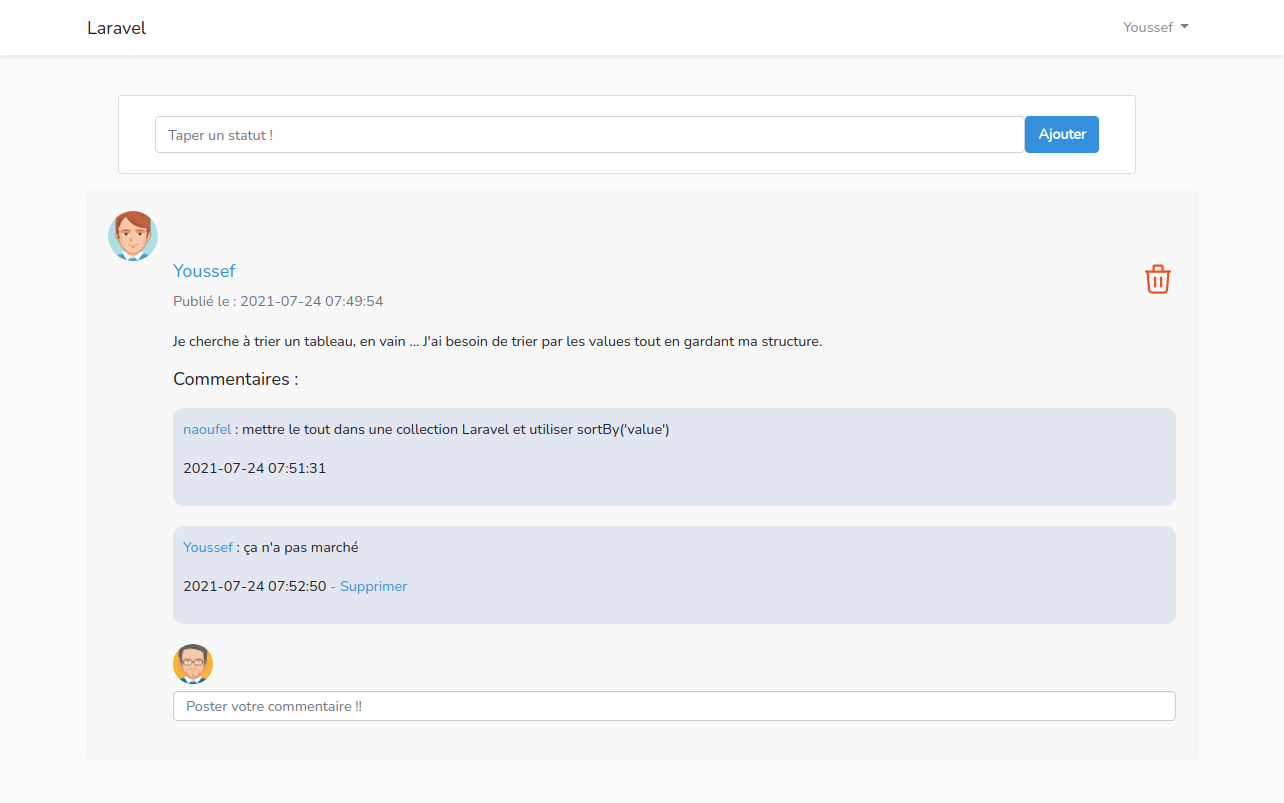 Laravel
Youssef
Taper un statut !
Ajouter
Youssef
Publié le : 2021-07-24 07:49:54
Je cherche à trier un tableau, en vain ... J'ai besoin de trier par les values tout en gardant ma structure.
Commentaires :
naoufel : mettre le tout dans une collection Laravel et utiliser sortBy('value')
2021-07-24 07:51:31
Youssef : ça n'a pas marché
2021-07-24 07:52:50 - Supprimer
Poster votre commentaire !!